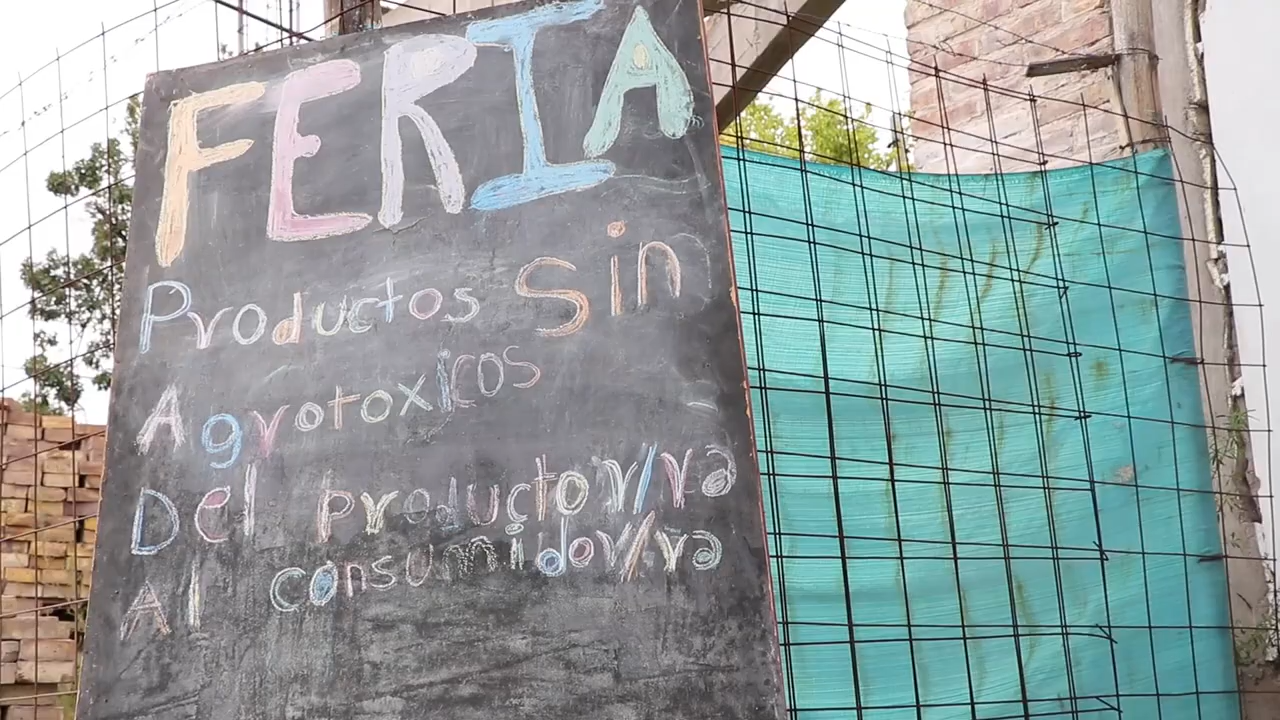 FERIA
Productos Sin
Agrotoxicos
Del productor/ra
Al consumidor/ra